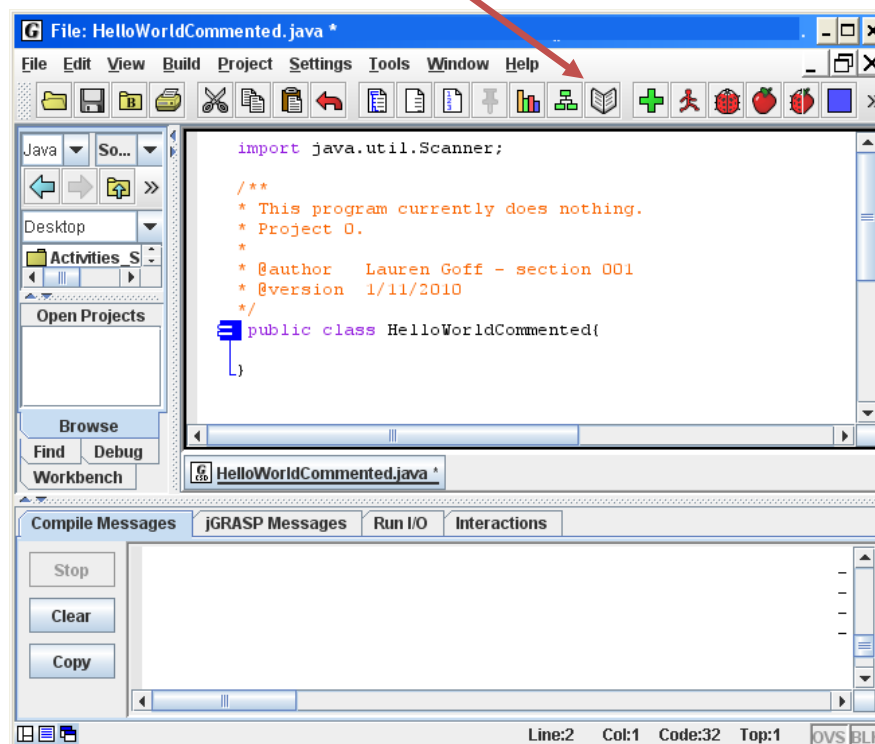 G File: HelloWorldCommented.java *
File Edit View Build Project Settings Tools Window Help
B
Java So...
Desktop
Activities_S
Open Projects
Browse
Find Debug
Workbench
import java.util.Scanner;
/**
* This program currently does nothing.
* Project 0.
*
* @author Lauren Goff - section 001
* @version 1/11/2010
*/
public class HelloWorldCommented{
}
G CSD HelloWorldCommented.java *
Compile Messages jGRASP Messages Run I/O Interactions
Stop
Clear
Copy
Line:2 Col:1 Code:32 Top:1 OVS BLK